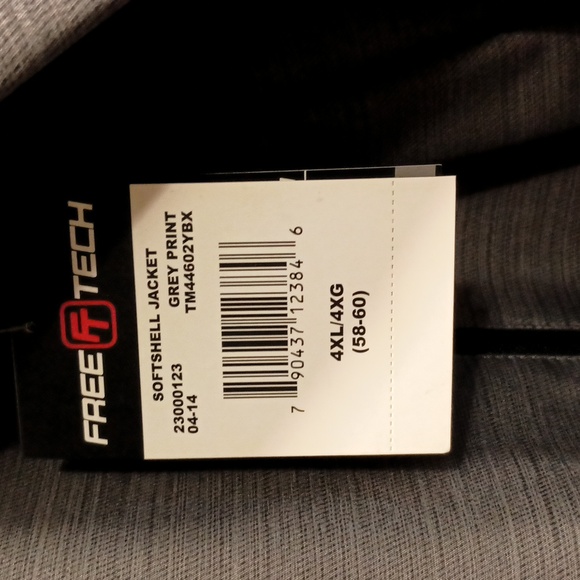 FREE FT TECH
SOFTSHELL JACKET
GREY PRINT
23000123
TM44602YBX
04-14
7 90437 12384 6
4XL/4XG
(58-60)